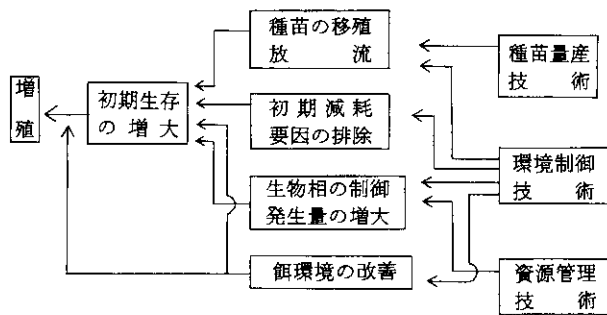 増殖
初期生存
の増大
種苗の移殖
放流
初期減耗
要因の排除
生物相の制御
発生量の増大
餌環境の改善
種苗量産
技術
環境制御
技術
資源管理
技術